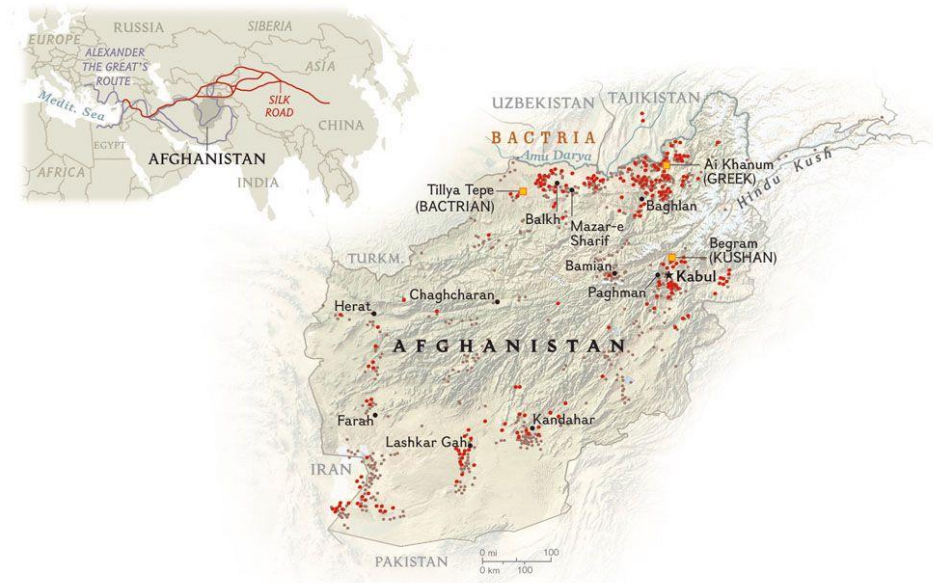 RUSSIA
SIBERIA
EUROPE
ALEXANDER
THE GREAT'S
ROUTE
ASIA
Medit. Sea
SILK
ROAD
CHINA
EGYPT
AFGHANISTAN
AFRICA
INDIA
UZBEKISTAN
TAJIKISTAN
BACTRIA
Amu Darya
Ai Khanum
(GREEK)
Hindu Kush
Tillya Tepe
(BACTRIAN)
Balkh
Mazar-e
Sharif
Baghlan
Begram
(KUSHAN)
TURKM.
Bamian
Kabul
Paghman
Chaghcharan
Herat
AFGHANISTAN
Farah
Kandahar
Lashkar Gah
IRAN
PAKISTAN
0 mi 100
0 km 100